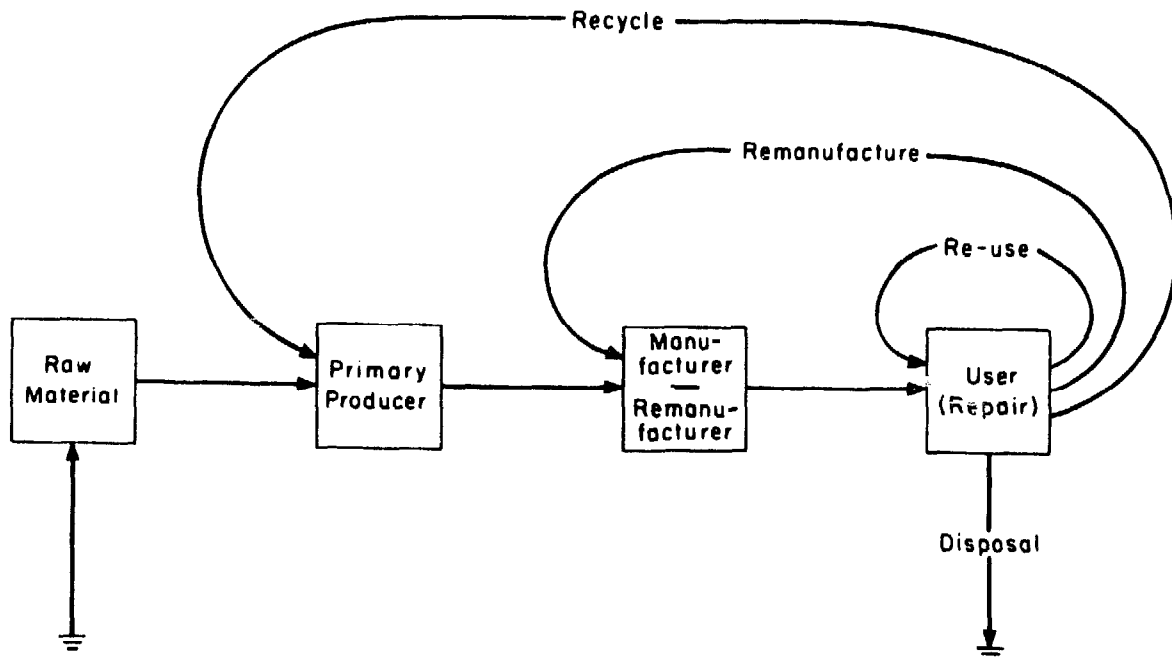 Recycle
Remanufacture
Re-use
Raw
Material
Primary
Producer
Manu-
facturer
Remanu-
facturer
User
(Repair)
Disposal